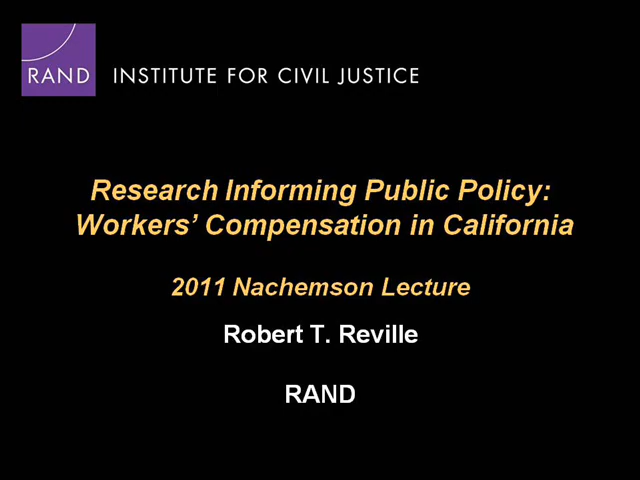 RAND INSTITUTE FOR CIVIL JUSTICE
Research Informing Public Policy:
Workers’ Compensation in California
2011 Nachemson Lecture
Robert T. Reville
RAND